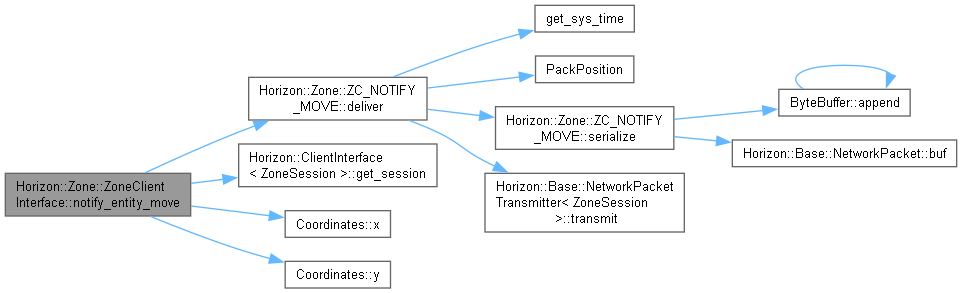 Horizon::Zone::ZoneClient
Interface::notify_entity_move
Horizon::Zone::ZC_NOTIFY
_MOVE::deliver
Horizon::ClientInterface
< ZoneSession >::get_session
Coordinates::x
Coordinates::y
get_sys_time
PackPosition
Horizon::Zone::ZC_NOTIFY
_MOVE::serialize
Horizon::Base::NetworkPacket
Transmitter< ZoneSession
>::transmit
ByteBuffer::append
Horizon::Base::NetworkPacket::buf